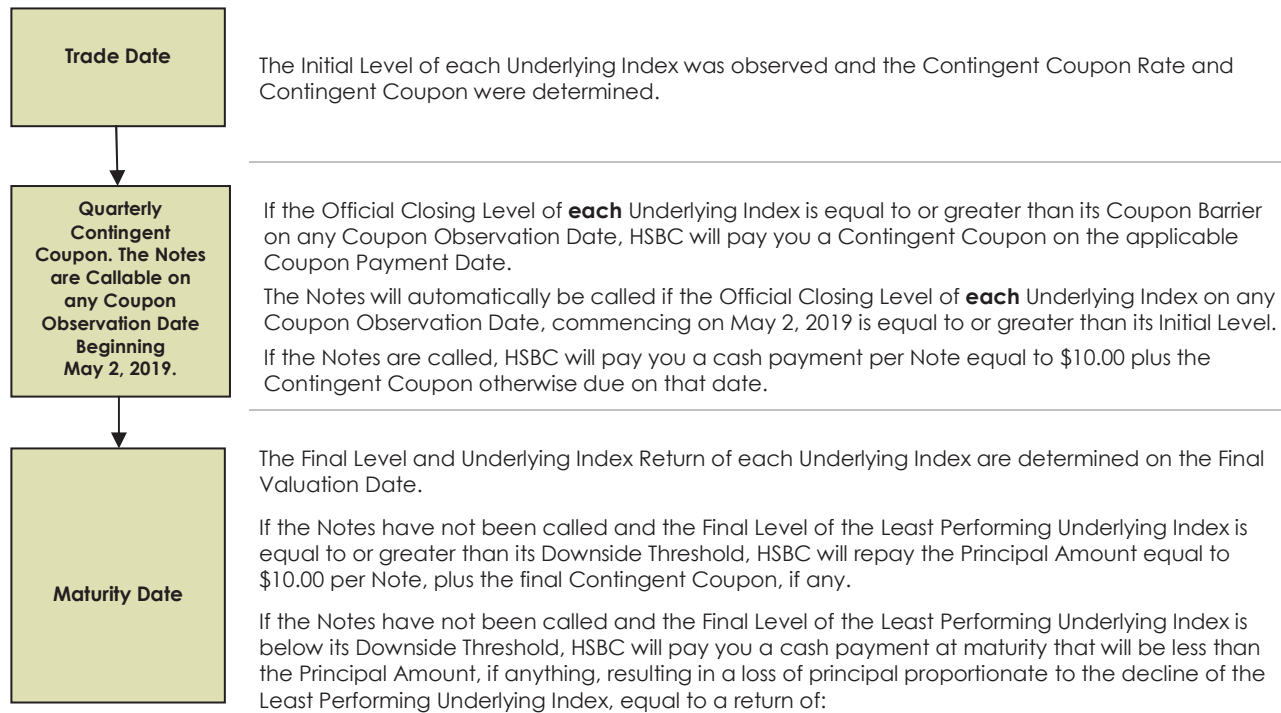 Trade Date
The Initial Level of each Underlying Index was observed and the Contingent Coupon Rate and
Contingent Coupon were determined.
Quarterly
Contingent
Coupon. The Notes
are Callable on
any Coupon
Observation Date
Beginning
May 2, 2019.
If the Official Closing Level of each Underlying Index is equal to or greater than its Coupon Barrier
on any Coupon Observation Date, HSBC will pay you a Contingent Coupon on the applicable
Coupon Payment Date.
The Notes will automatically be called if the Official Closing Level of each Underlying Index on any
Coupon Observation Date, commencing on May 2, 2019 is equal to or greater than its Initial Level.
If the Notes are called, HSBC will pay you a cash payment per Note equal to $10.00 plus the
Contingent Coupon otherwise due on that date.
Maturity Date
The Final Level and Underlying Index Return of each Underlying Index are determined on the Final
Valuation Date.
If the Notes have not been called and the Final Level of the Least Performing Underlying Index is
equal to or greater than its Downside Threshold, HSBC will repay the Principal Amount equal to
$10.00 per Note, plus the final Contingent Coupon, if any.
If the Notes have not been called and the Final Level of the Least Performing Underlying Index is
below its Downside Threshold, HSBC will pay you a cash payment at maturity that will be less than
the Principal Amount, if anything, resulting in a loss of principal proportionate to the decline of the
Least Performing Underlying Index, equal to a return of: